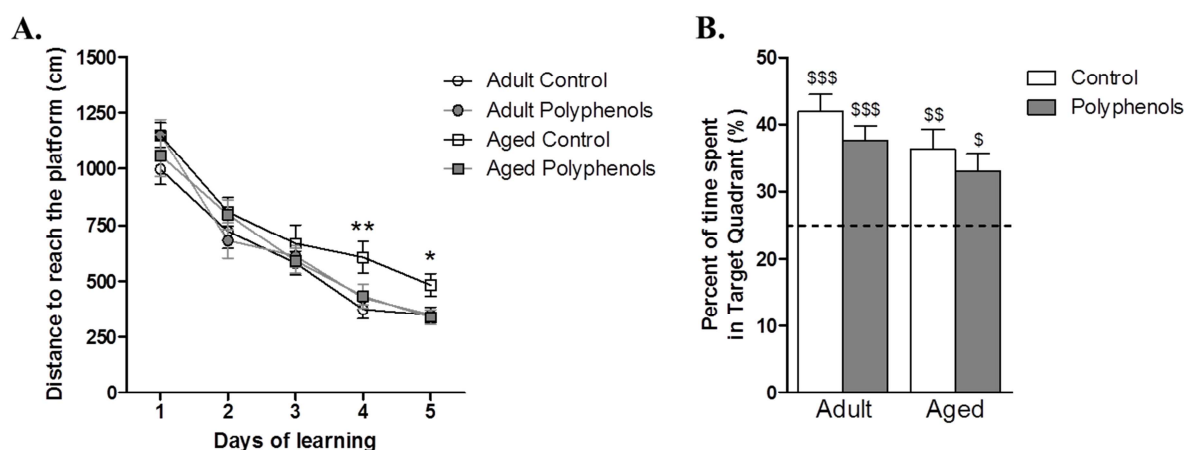 A.
Distance to reach the platform (cm)
1500
1250
1000
750
500
250
0
1
2
3
4
5
Days of learning
**
*
Adult Control
Adult Polyphenols
Aged Control
Aged Polyphenols
B.
Percent of time spent
in Target Quadrant (%)
50
40
30
20
10
0
$$$
$$$
$$
$
Adult
Aged
Control
Polyphenols